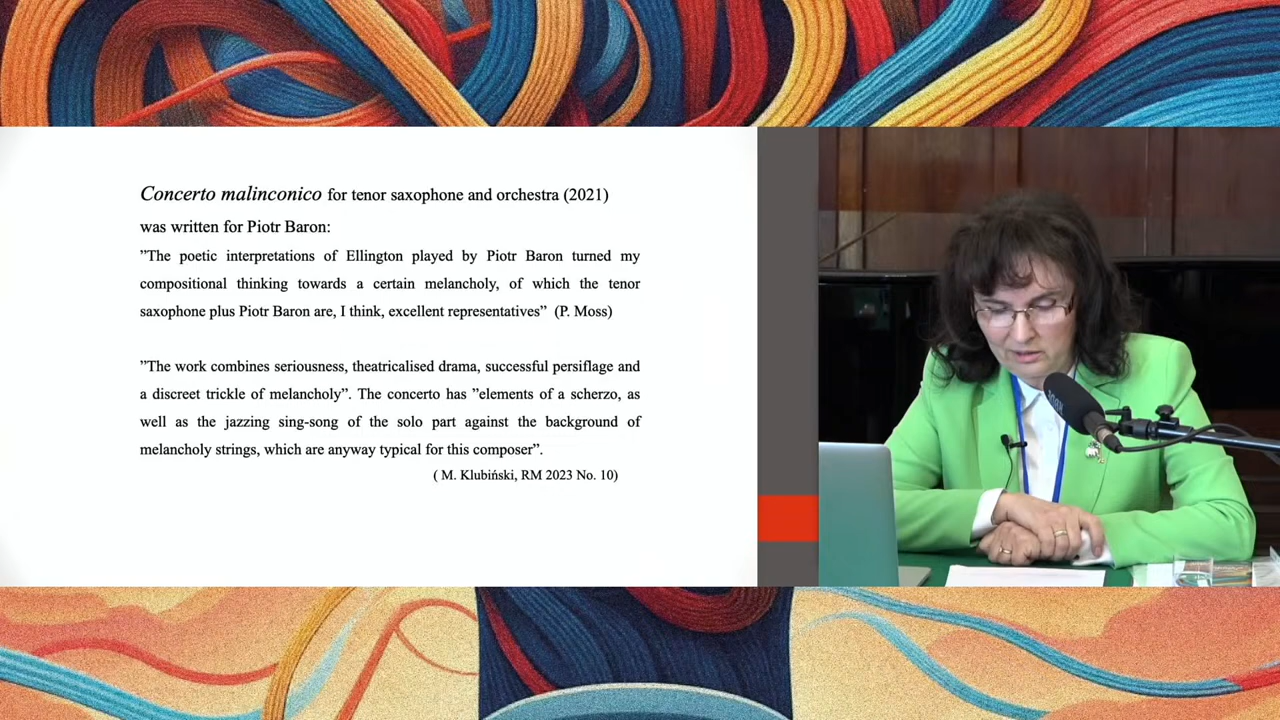 Concerto malinconico for tenor saxophone and orchestra (2021)
was written for Piotr Baron:
”The poetic interpretations of Ellington played by Piotr Baron turned my
compositional thinking towards a certain melancholy, of which the tenor
saxophone plus Piotr Baron are, I think, excellent representatives” (P. Moss)
”The work combines seriousness, theatricalised drama, successful persiflage and
a discreet trickle of melancholy”. The concerto has ”elements of a scherzo, as
well as the jazzing sing-song of the solo part against the background of
melancholy strings, which are anyway typical for this composer”.
( M. Klubiński, RM 2023 No. 10)